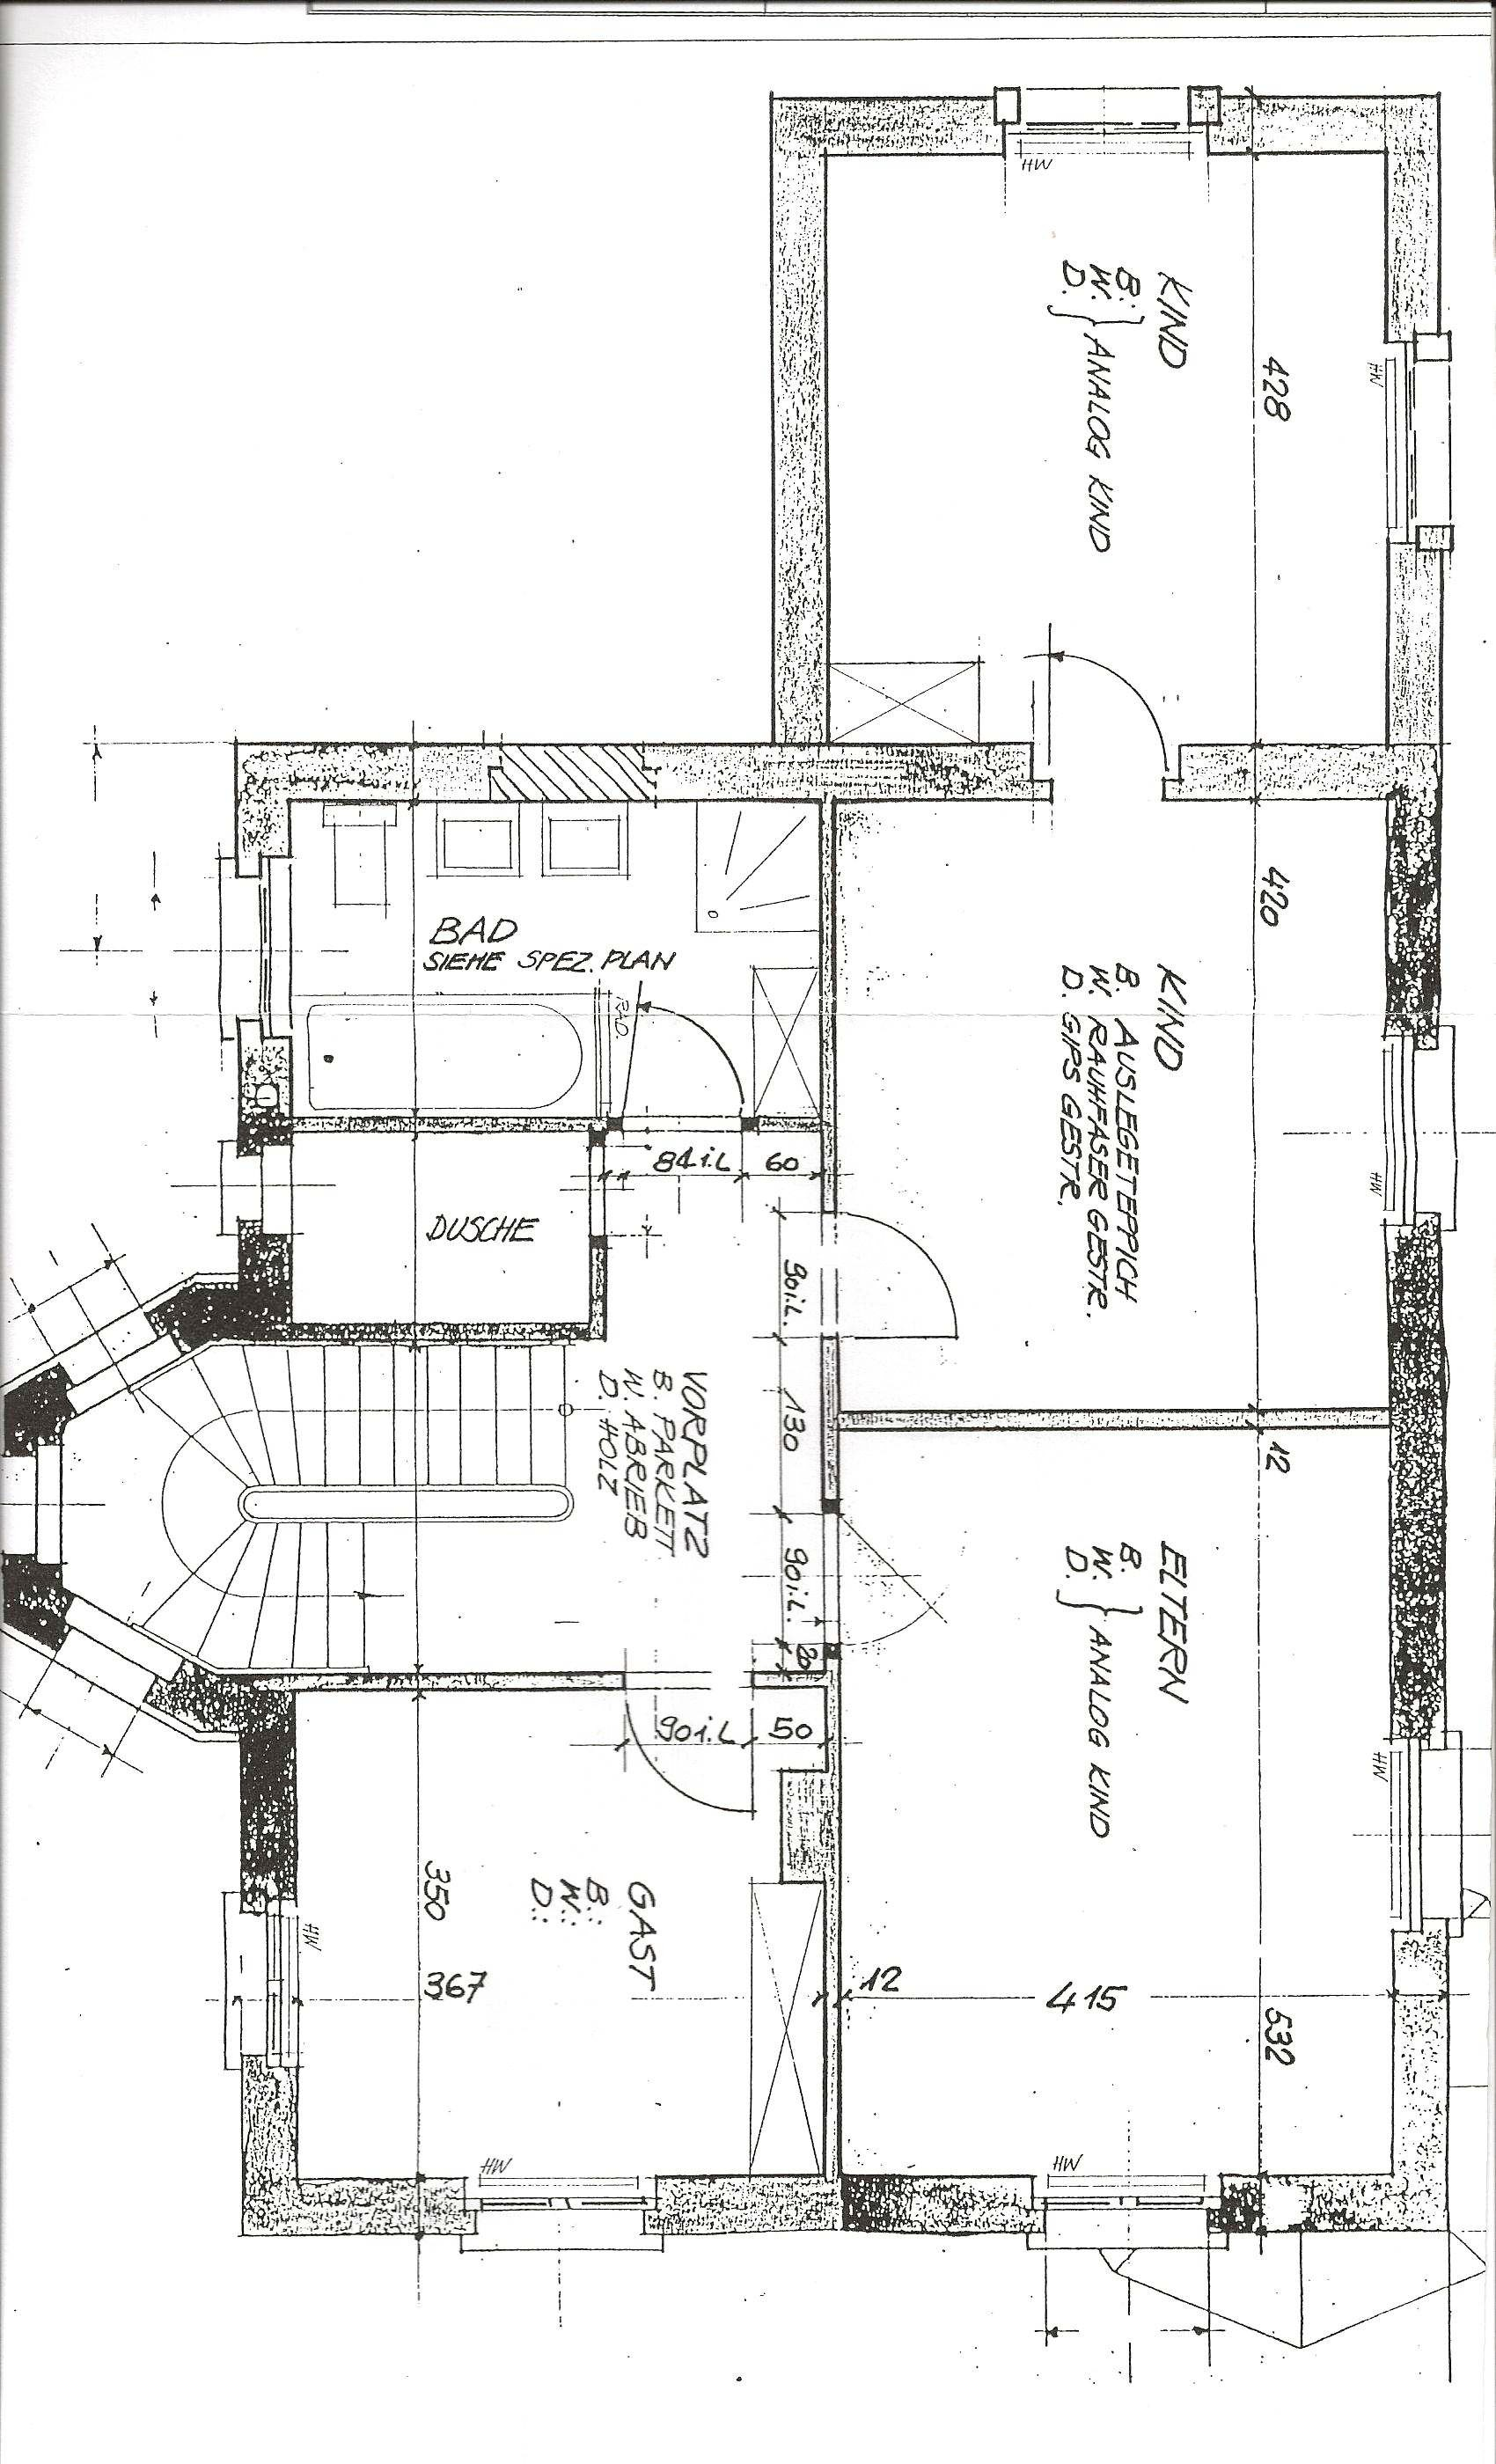 HW
KIND
B.:
W.: } ANALOG KIND
D.
HW
428
420
KIND
B. AUSLEGETEPPICH
W. RAUHFASER GESTR.
D. GIPS GESTR.
HW
BAD
SIEHE SPEZ. PLAN
RAD.
84 i.L
60
DUSCHE
90 i.L.
130
90 i.L.
20
VORPLATZ
B. PARKETT
W. ABRIEB
D. HOLZ
12
ELTERN
B.
W. } ANALOG KIND
D.
HW
90 i.L
50
GAST
B.:
W.:
D.:
350
HW
367
12
415
532
HW
HW